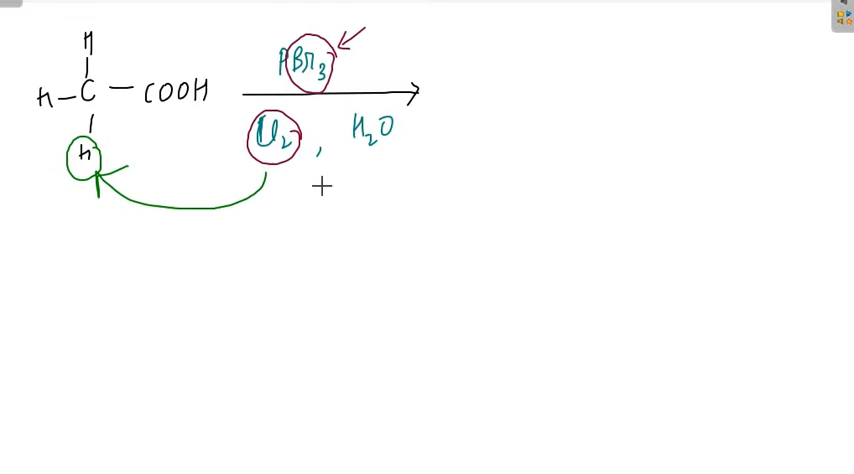 H
PBr3
H – C – COOH
Cl2, H2O
H